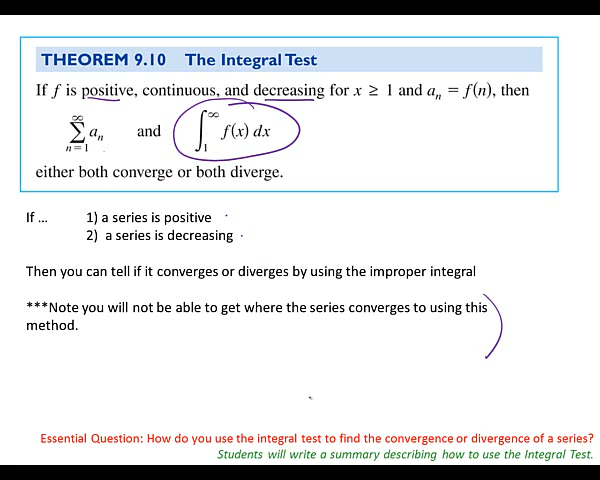 THEOREM 9.10 The Integral Test
If f is positive, continuous, and decreasing for x ≥ 1 and aₙ = f(n), then
∞∑n=1 aₙ and ∫₁^∞ f(x) dx
either both converge or both diverge.
If ... 1) a series is positive
2) a series is decreasing
Then you can tell if it converges or diverges by using the improper integral
***Note you will not be able to get where the series converges to using this
method.
Essential Question: How do you use the integral test to find the convergence or divergence of a series?
Students will write a summary describing how to use the Integral Test.